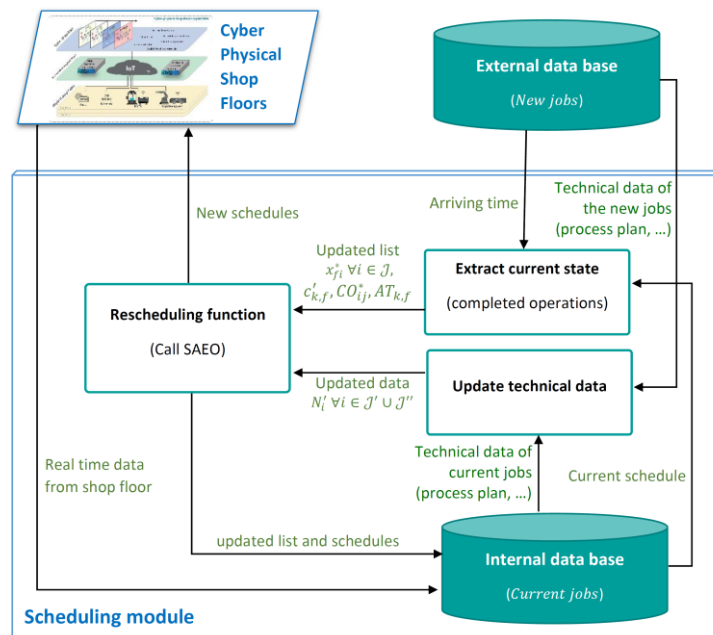 Cyber
Physical
Shop
Floors
IoT
External data base
(New jobs)
New schedules
Arriving time
Technical data of
the new jobs
(process plan, ...)
Updated list
x*_{fi} ∀i ∈ 𝒥,
c'_{k,f}, CO*_{ij}, AT_{k,f}
Extract current state
(completed operations)
Rescheduling function
(Call SAEO)
Updated data
N'_i ∀i ∈ 𝒥' ∪ 𝒥''
Update technical data
Real time data
from shop floor
Technical data of
current jobs
(process plan, ...)
Current schedule
updated list and schedules
Internal data base
(Current jobs)
Scheduling module